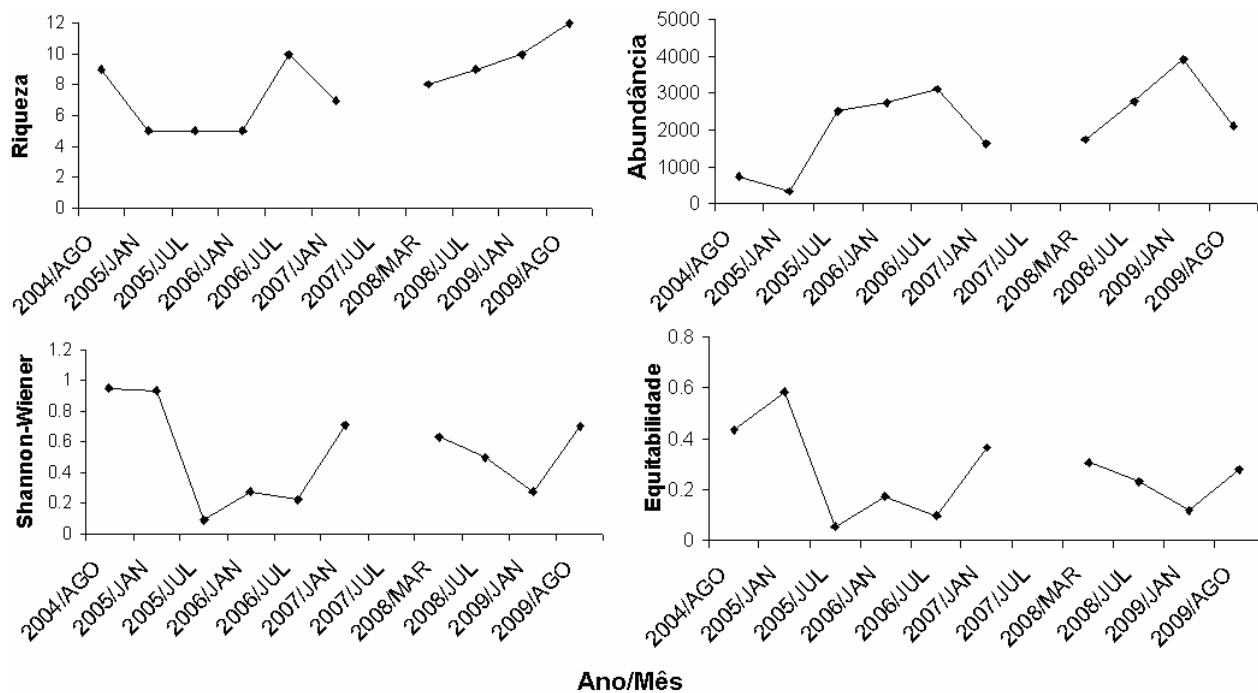 Riqueza
12
10
8
6
4
2
0
2004/AGO
2005/JAN
2005/JUL
2006/JAN
2006/JUL
2007/JAN
2007/JUL
2008/MAR
2008/JUL
2009/JAN
2009/AGO
Abundância
5000
4000
3000
2000
1000
0
2004/AGO
2005/JAN
2005/JUL
2006/JAN
2006/JUL
2007/JAN
2007/JUL
2008/MAR
2008/JUL
2009/JAN
2009/AGO
Shannon-Wiener
1.2
1
0.8
0.6
0.4
0.2
0
2004/AGO
2005/JAN
2005/JUL
2006/JAN
2006/JUL
2007/JAN
2007/JUL
2008/MAR
2008/JUL
2009/JAN
2009/AGO
Equitabilidade
0.8
0.6
0.4
0.2
0
2004/AGO
2005/JAN
2005/JUL
2006/JAN
2006/JUL
2007/JAN
2007/JUL
2008/MAR
2008/JUL
2009/JAN
2009/AGO
Ano/Mês